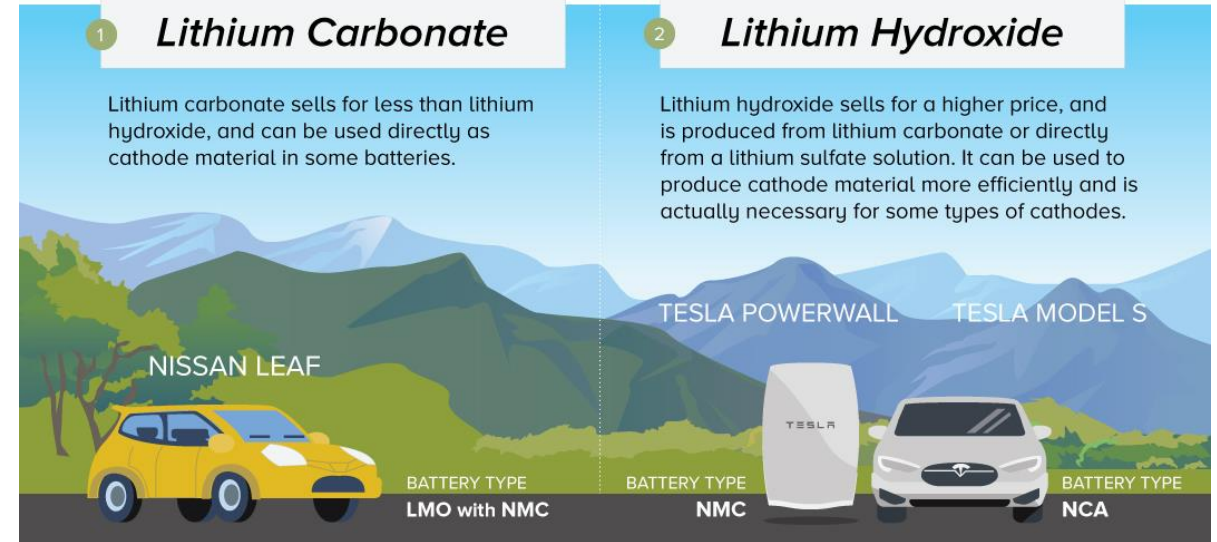 1
Lithium Carbonate
Lithium carbonate sells for less than lithium
hydroxide, and can be used directly as
cathode material in some batteries.
NISSAN LEAF
BATTERY TYPE
LMO with NMC
2
Lithium Hydroxide
Lithium hydroxide sells for a higher price, and
is produced from lithium carbonate or directly
from a lithium sulfate solution. It can be used to
produce cathode material more efficiently and is
actually necessary for some types of cathodes.
TESLA POWERWALL
TESLA
BATTERY TYPE
NMC
TESLA MODEL S
BATTERY TYPE
NCA